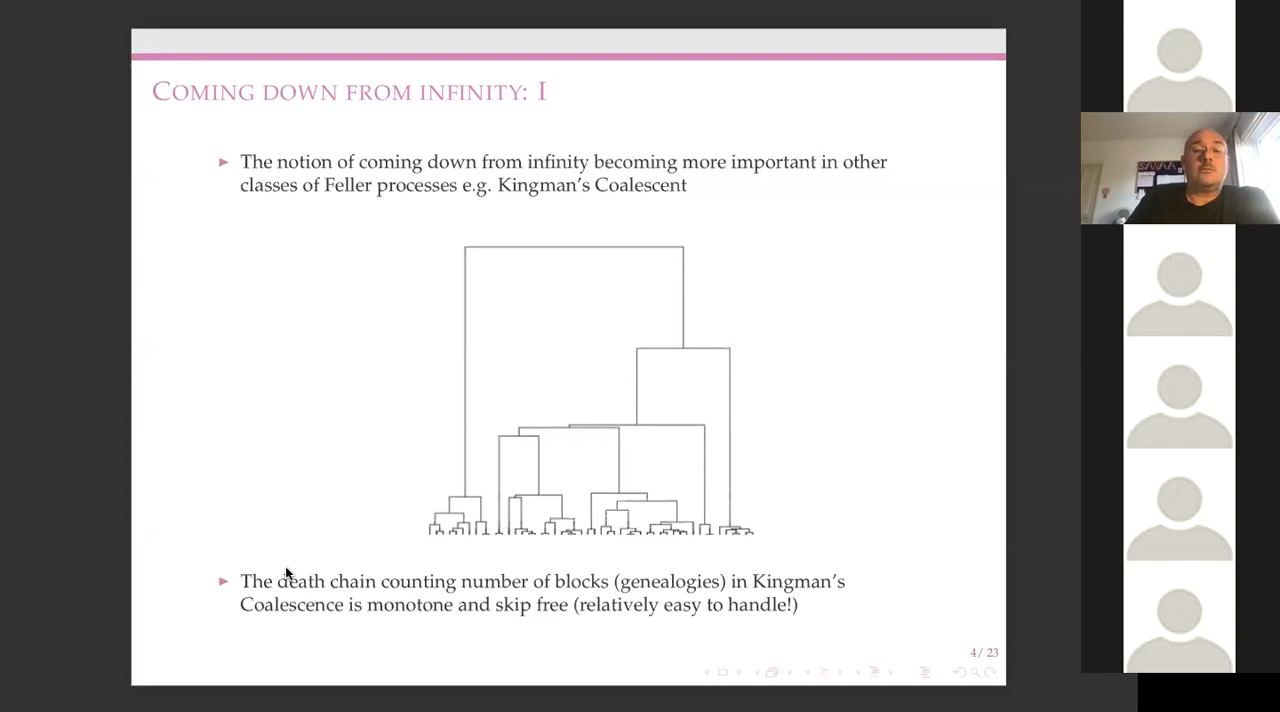 COMING DOWN FROM INFINITY: I
The notion of coming down from infinity becoming more important in other
classes of Feller processes e.g. Kingman's Coalescent
The death chain counting number of blocks (genealogies) in Kingman's
Coalescence is monotone and skip free (relatively easy to handle!)
4/ 23